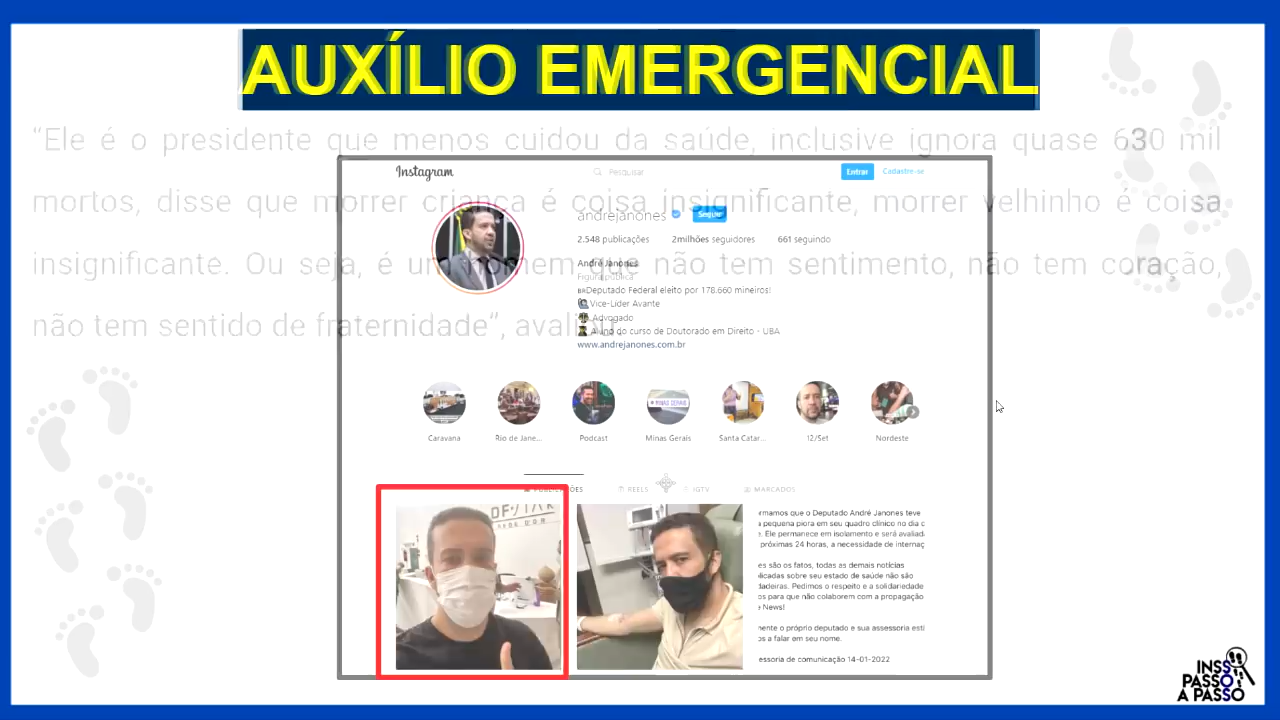 AUXÍLIO EMERGENCIAL
“Ele é o presidente que menos cuidou da saúde, inclusive ignora quase 630 mil
mortos, disse que morrer criança é coisa insignificante, morrer velhinho é coisa
insignificante. Ou seja, é um homem que não tem sentimento, não tem coração,
não tem sentido de fraternidade“,
Instagram
Pesquisar
Entrar
Cadastre-se
andrejanones
Seguir
2.548 publicações 2milhões seguidores 661 seguindo
André Janones
Figura pública
BR Deputado Federal eleito por 178.660 mineiros!
Vice-Líder Avante
Advogado
Aluno do curso de Doutorado em Direito - UBA
www.andrejanones.com.br
MINAS GERAIS
Caravana Rio de Jane... Podcast Minas Gerais Santa Catar... 12/Set Nordeste
PUBLICAÇÕES REELS IGTV MARCADOS
rmamos que o Deputado André Janones teve
a pequena piora em seu quadro clínico no dia c
e. Ele permanece em isolamento e será avaliad
próximas 24 horas, a necessidade de internaç
es são os fatos, todas as demais notícias
licadas sobre seu estado de saúde não são
dadeiras. Pedimos o respeito e a solidariedade
os para que não colaborem com a propagação
e News!
nente o próprio deputado e sua assessoria esti
os a falar em seu nome.
essoria de comunicação 14-01-2022
INSS
PASSO
A PASSO